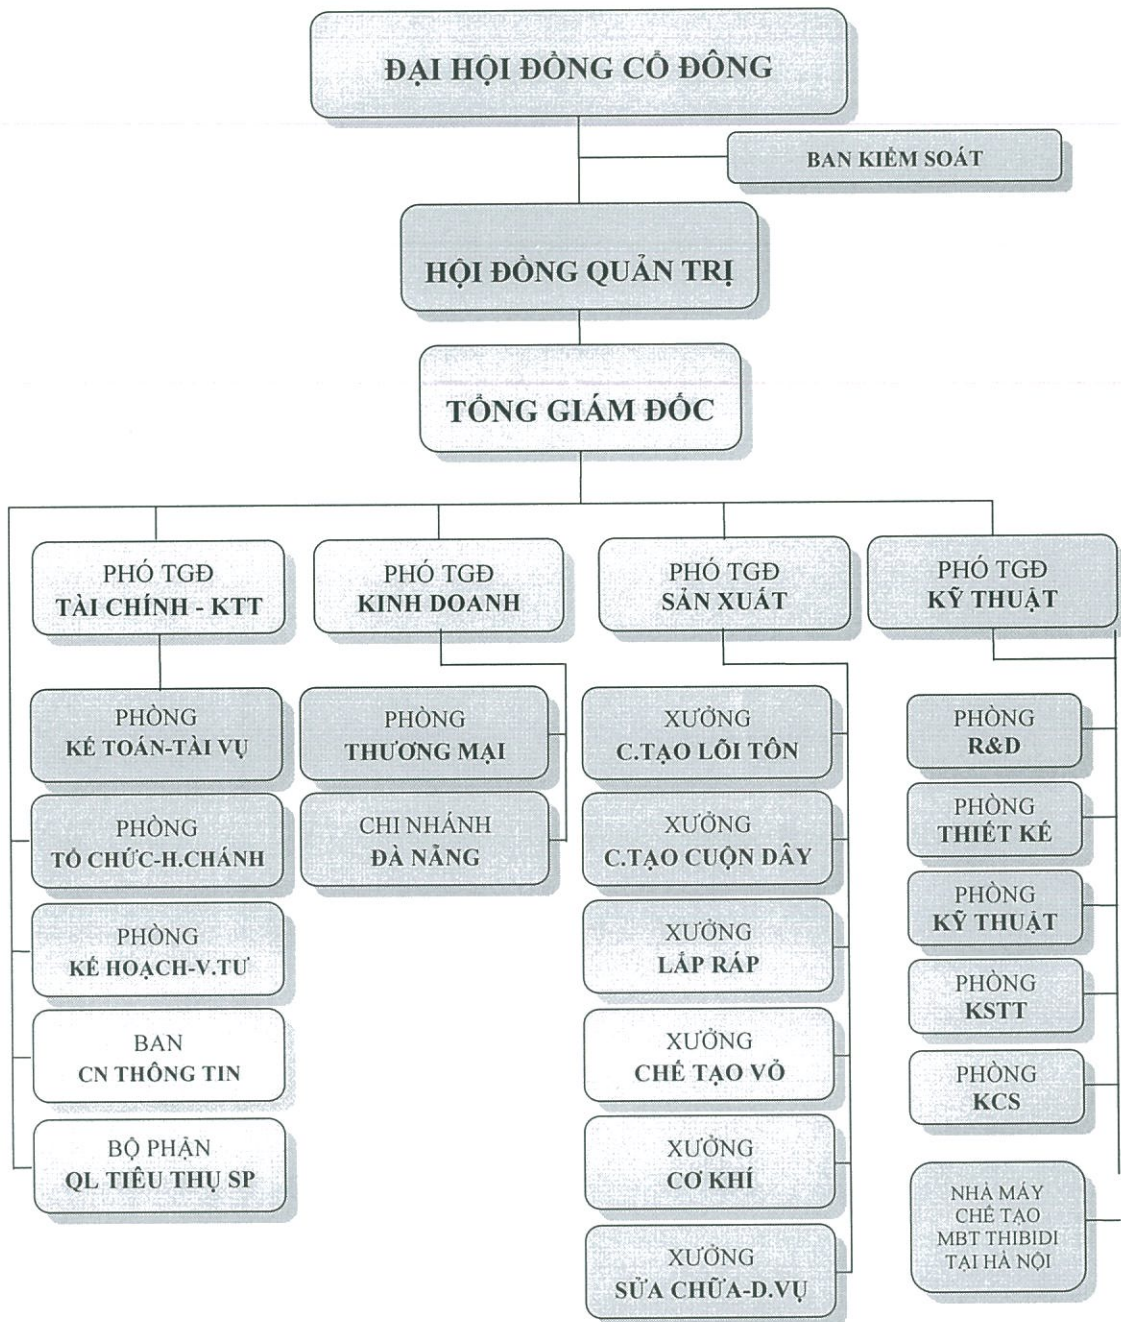 ĐẠI HỘI ĐỒNG CỔ ĐÔNG
BAN KIỂM SOÁT
HỘI ĐỒNG QUẢN TRỊ
TỔNG GIÁM ĐỐC
PHÓ TGĐ
TÀI CHÍNH - KTT
PHÓ TGĐ
KINH DOANH
PHÓ TGĐ
SẢN XUẤT
PHÓ TGĐ
KỸ THUẬT
PHÒNG
KẾ TOÁN-TÀI VỤ
PHÒNG
TỔ CHỨC-H.CHÁNH
PHÒNG
KẾ HOẠCH-V.TƯ
BAN
CN THÔNG TIN
BỘ PHẬN
QL TIÊU THỤ SP
PHÒNG
THƯƠNG MẠI
CHI NHÁNH
ĐÀ NẴNG
XƯỞNG
C.TẠO LÕI TÔN
XƯỞNG
C.TẠO CUỘN DÂY
XƯỞNG
LẮP RÁP
XƯỞNG
CHẾ TẠO VỎ
XƯỞNG
CƠ KHÍ
XƯỞNG
SỬA CHỮA-D.VỤ
PHÒNG
R&D
PHÒNG
THIẾT KẾ
PHÒNG
KỸ THUẬT
PHÒNG
KSTT
PHÒNG
KCS
NHÀ MÁY
CHẾ TẠO
MBT THIBIDI
TẠI HÀ NỘI